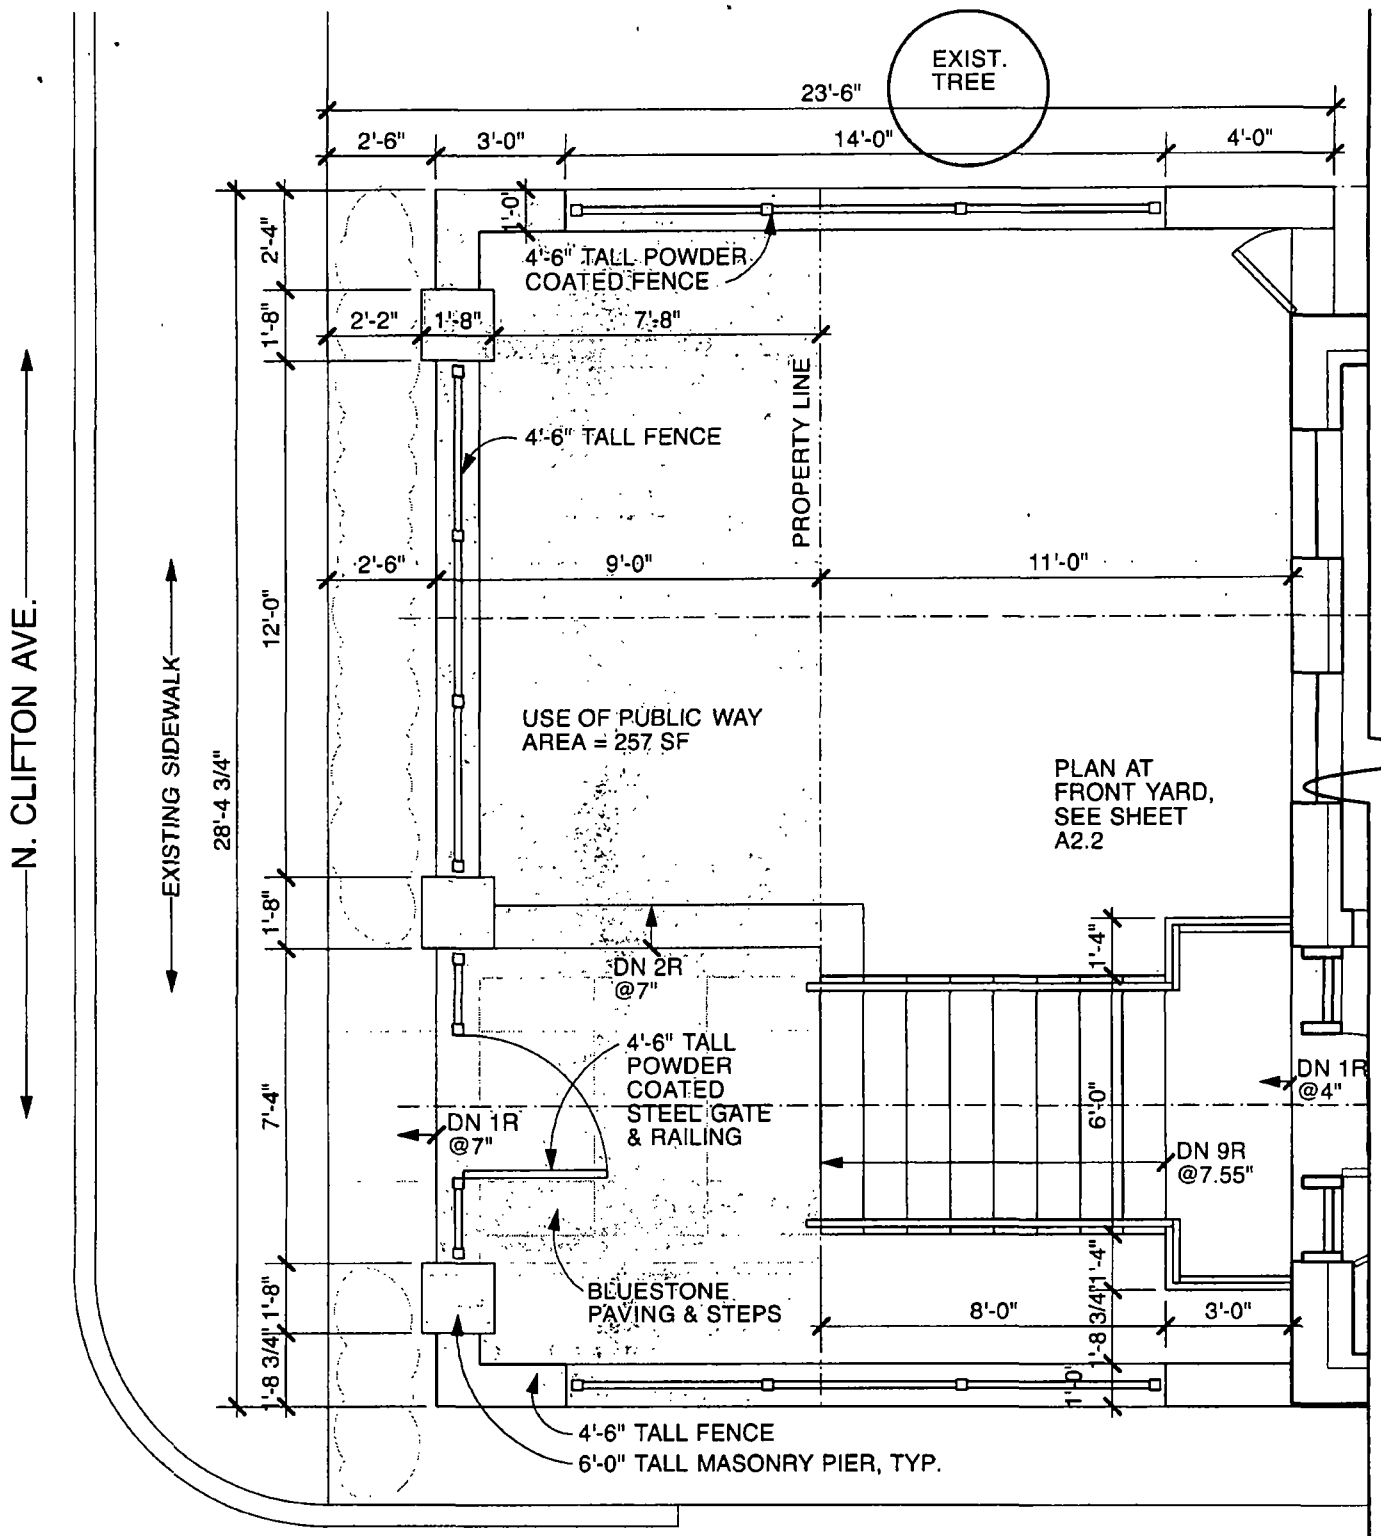 EXIST.
TREE
23'-6"
2'-6"
3'-0"
14'-0"
4'-0"
1'-0"
2'-4"
4'-6" TALL POWDER
COATED FENCE
1'-8"
2'-2"
1'-8"
7'-8"
PROPERTY LINE
4'-6" TALL FENCE
2'-6"
9'-0"
11'-0"
12'-0"
N. CLIFTON AVE.
EXISTING SIDEWALK
28'-4 3/4"
USE OF PUBLIC WAY
AREA = 257 SF
PLAN AT
FRONT YARD,
SEE SHEET
A2.2
1'-8"
1'-4"
DN 2R
@7"
4'-6" TALL
POWDER
COATED
STEEL GATE
& RAILING
DN 1R
@4"
7'-4"
6'-0"
DN 1R
@7"
DN 9R
@7.55"
BLUESTONE
PAVING & STEPS
1'-8"
1'-4"
8'-0"
3'-0"
1'-8 3/4"
1'-8 3/4"
1'-0"
4'-6" TALL FENCE
6'-0" TALL MASONRY PIER, TYP.